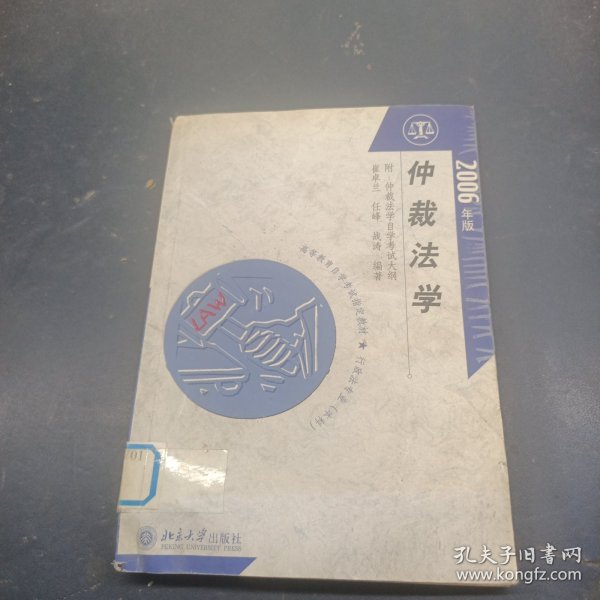 2006年版
仲裁法学
附:仲裁法学自学考试大纲
崔卓兰 任峰 战涛 编著
高等教育自学考试指定教材 ★ 行政法专业(本科)
LAW
01
北京大学出版社
PEKING UNIVERSITY PRESS
孔夫子旧书网
www.kongfz.com